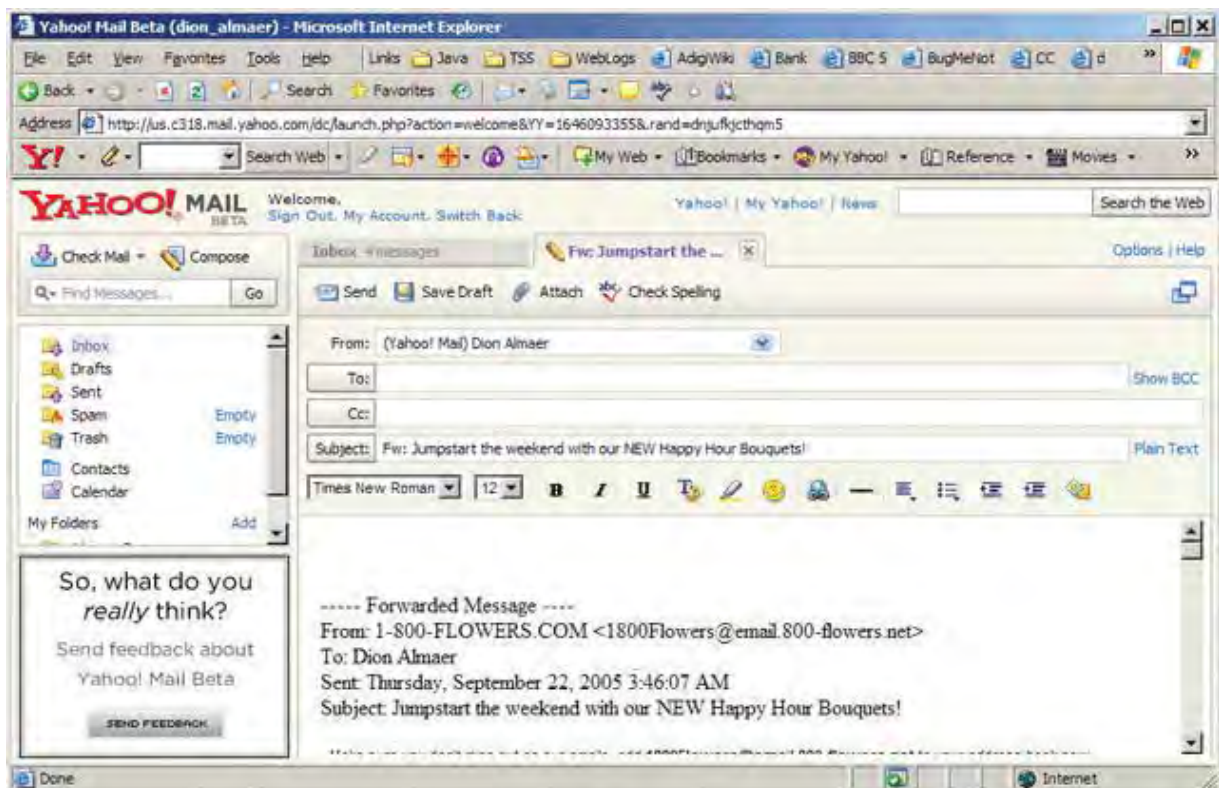 Yahoo! Mail Beta (dion_almaer) - Microsoft Internet Explorer
File Edit View Favorites Tools Help Links Java TSS WebLogs AdigiWiki Bank BBC 5 BugMeNot CC d »
Back Search Favorites
Address http://us.c318.mail.yahoo.com/dc/launch.php?action=welcome&YY=1646093355&.rand=dnjufkjcthqm5
Y! Search Web My Web Bookmarks My Yahoo! Reference Movies »
YAHOO! MAIL BETA
Welcome,
Sign Out, My Account, Switch Back
Yahoo! | My Yahoo! | News
Search the Web
Check Mail Compose
Inbox 4 messages
Fw: Jumpstart the ...
Options | Help
Find Messages... Go
Send Save Draft Attach Check Spelling
Inbox
Drafts
Sent
Spam Empty
Trash Empty
Contacts
Calendar
My Folders Add
From: (Yahoo! Mail) Dion Almaer
To: Show BCC
Cc:
Subject: Fw: Jumpstart the weekend with our NEW Happy Hour Bouquets! Plain Text
Times New Roman 12 B I U
So, what do you
really think?
Send feedback about
Yahoo! Mail Beta
SEND FEEDBACK
----- Forwarded Message ----
From: 1-800-FLOWERS.COM <1800Flowers@email.800-flowers.net>
To: Dion Almaer
Sent: Thursday, September 22, 2005 3:46:07 AM
Subject: Jumpstart the weekend with our NEW Happy Hour Bouquets!
Done Internet